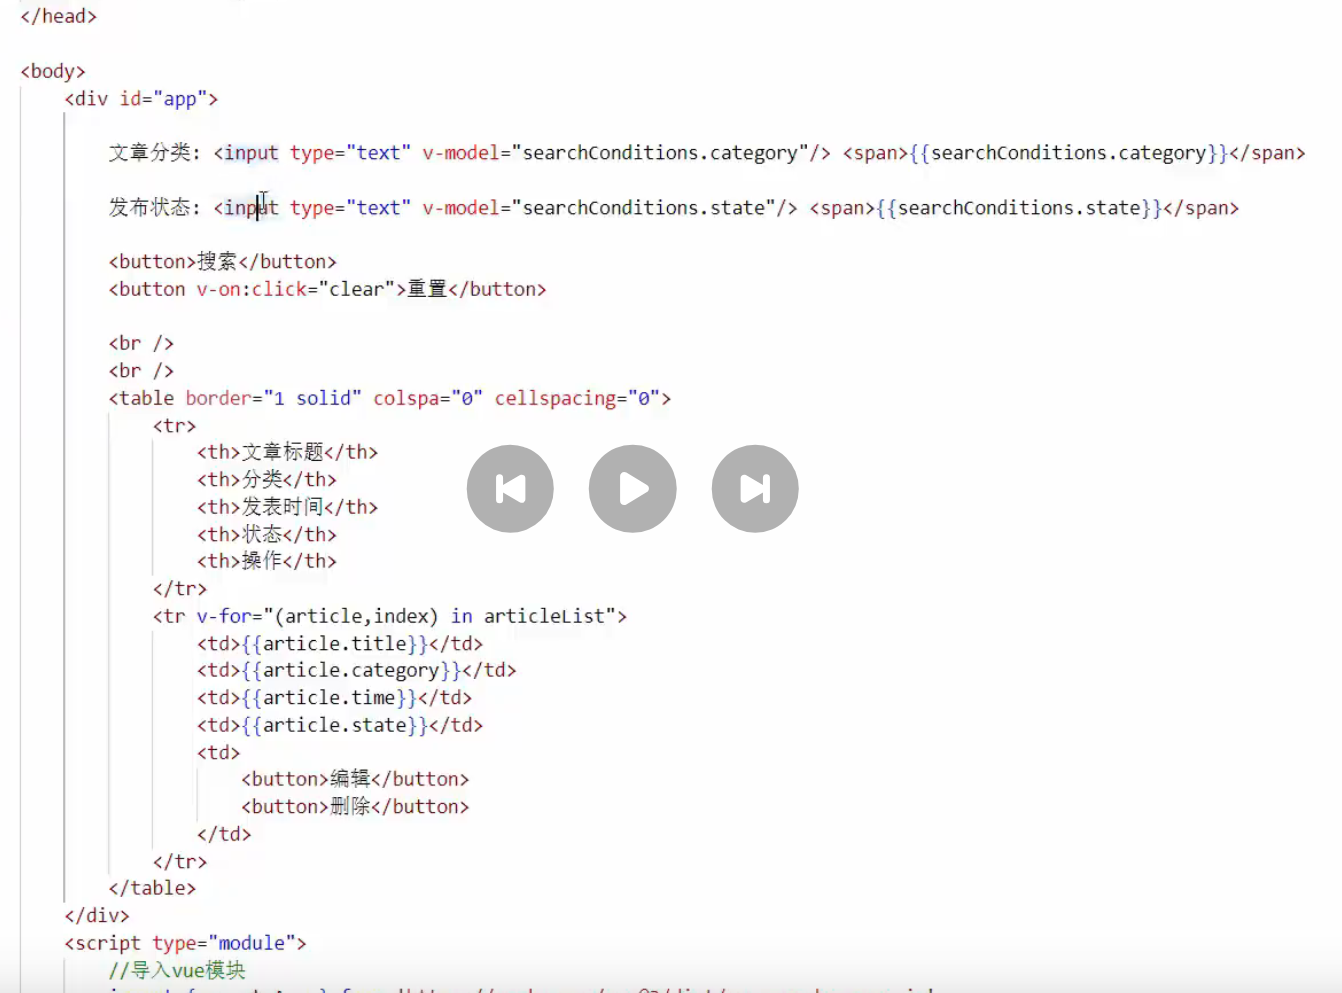 </head>
<body>
<div id="app">
文章分类: <input type="text" v-model="searchConditions.category"/> <span>{{searchConditions.category}}</span>
发布状态: <input type="text" v-model="searchConditions.state"/> <span>{{searchConditions.state}}</span>
<button>搜索</button>
<button v-on:click="clear">重置</button>
<br />
<br />
<table border="1 solid" colspa="0" cellspacing="0">
<tr>
<th>文章标题</th>
<th>分类</th>
<th>发表时间</th>
<th>状态</th>
<th>操作</th>
</tr>
<tr v-for="(article,index) in articleList">
<td>{{article.title}}</td>
<td>{{article.category}}</td>
<td>{{article.time}}</td>
<td>{{article.state}}</td>
<td>
<button>编辑</button>
<button>删除</button>
</td>
</tr>
</table>
</div>
<script type="module">
//导入vue模块